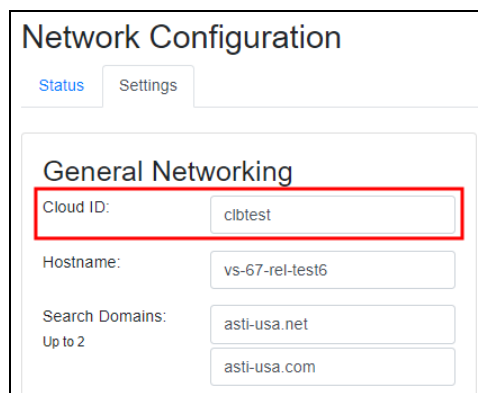 Network Configuration
Status Settings
General Networking
Cloud ID: clbtest
Hostname: vs-67-rel-test6
Search Domains: asti-usa.net
Up to 2
asti-usa.com